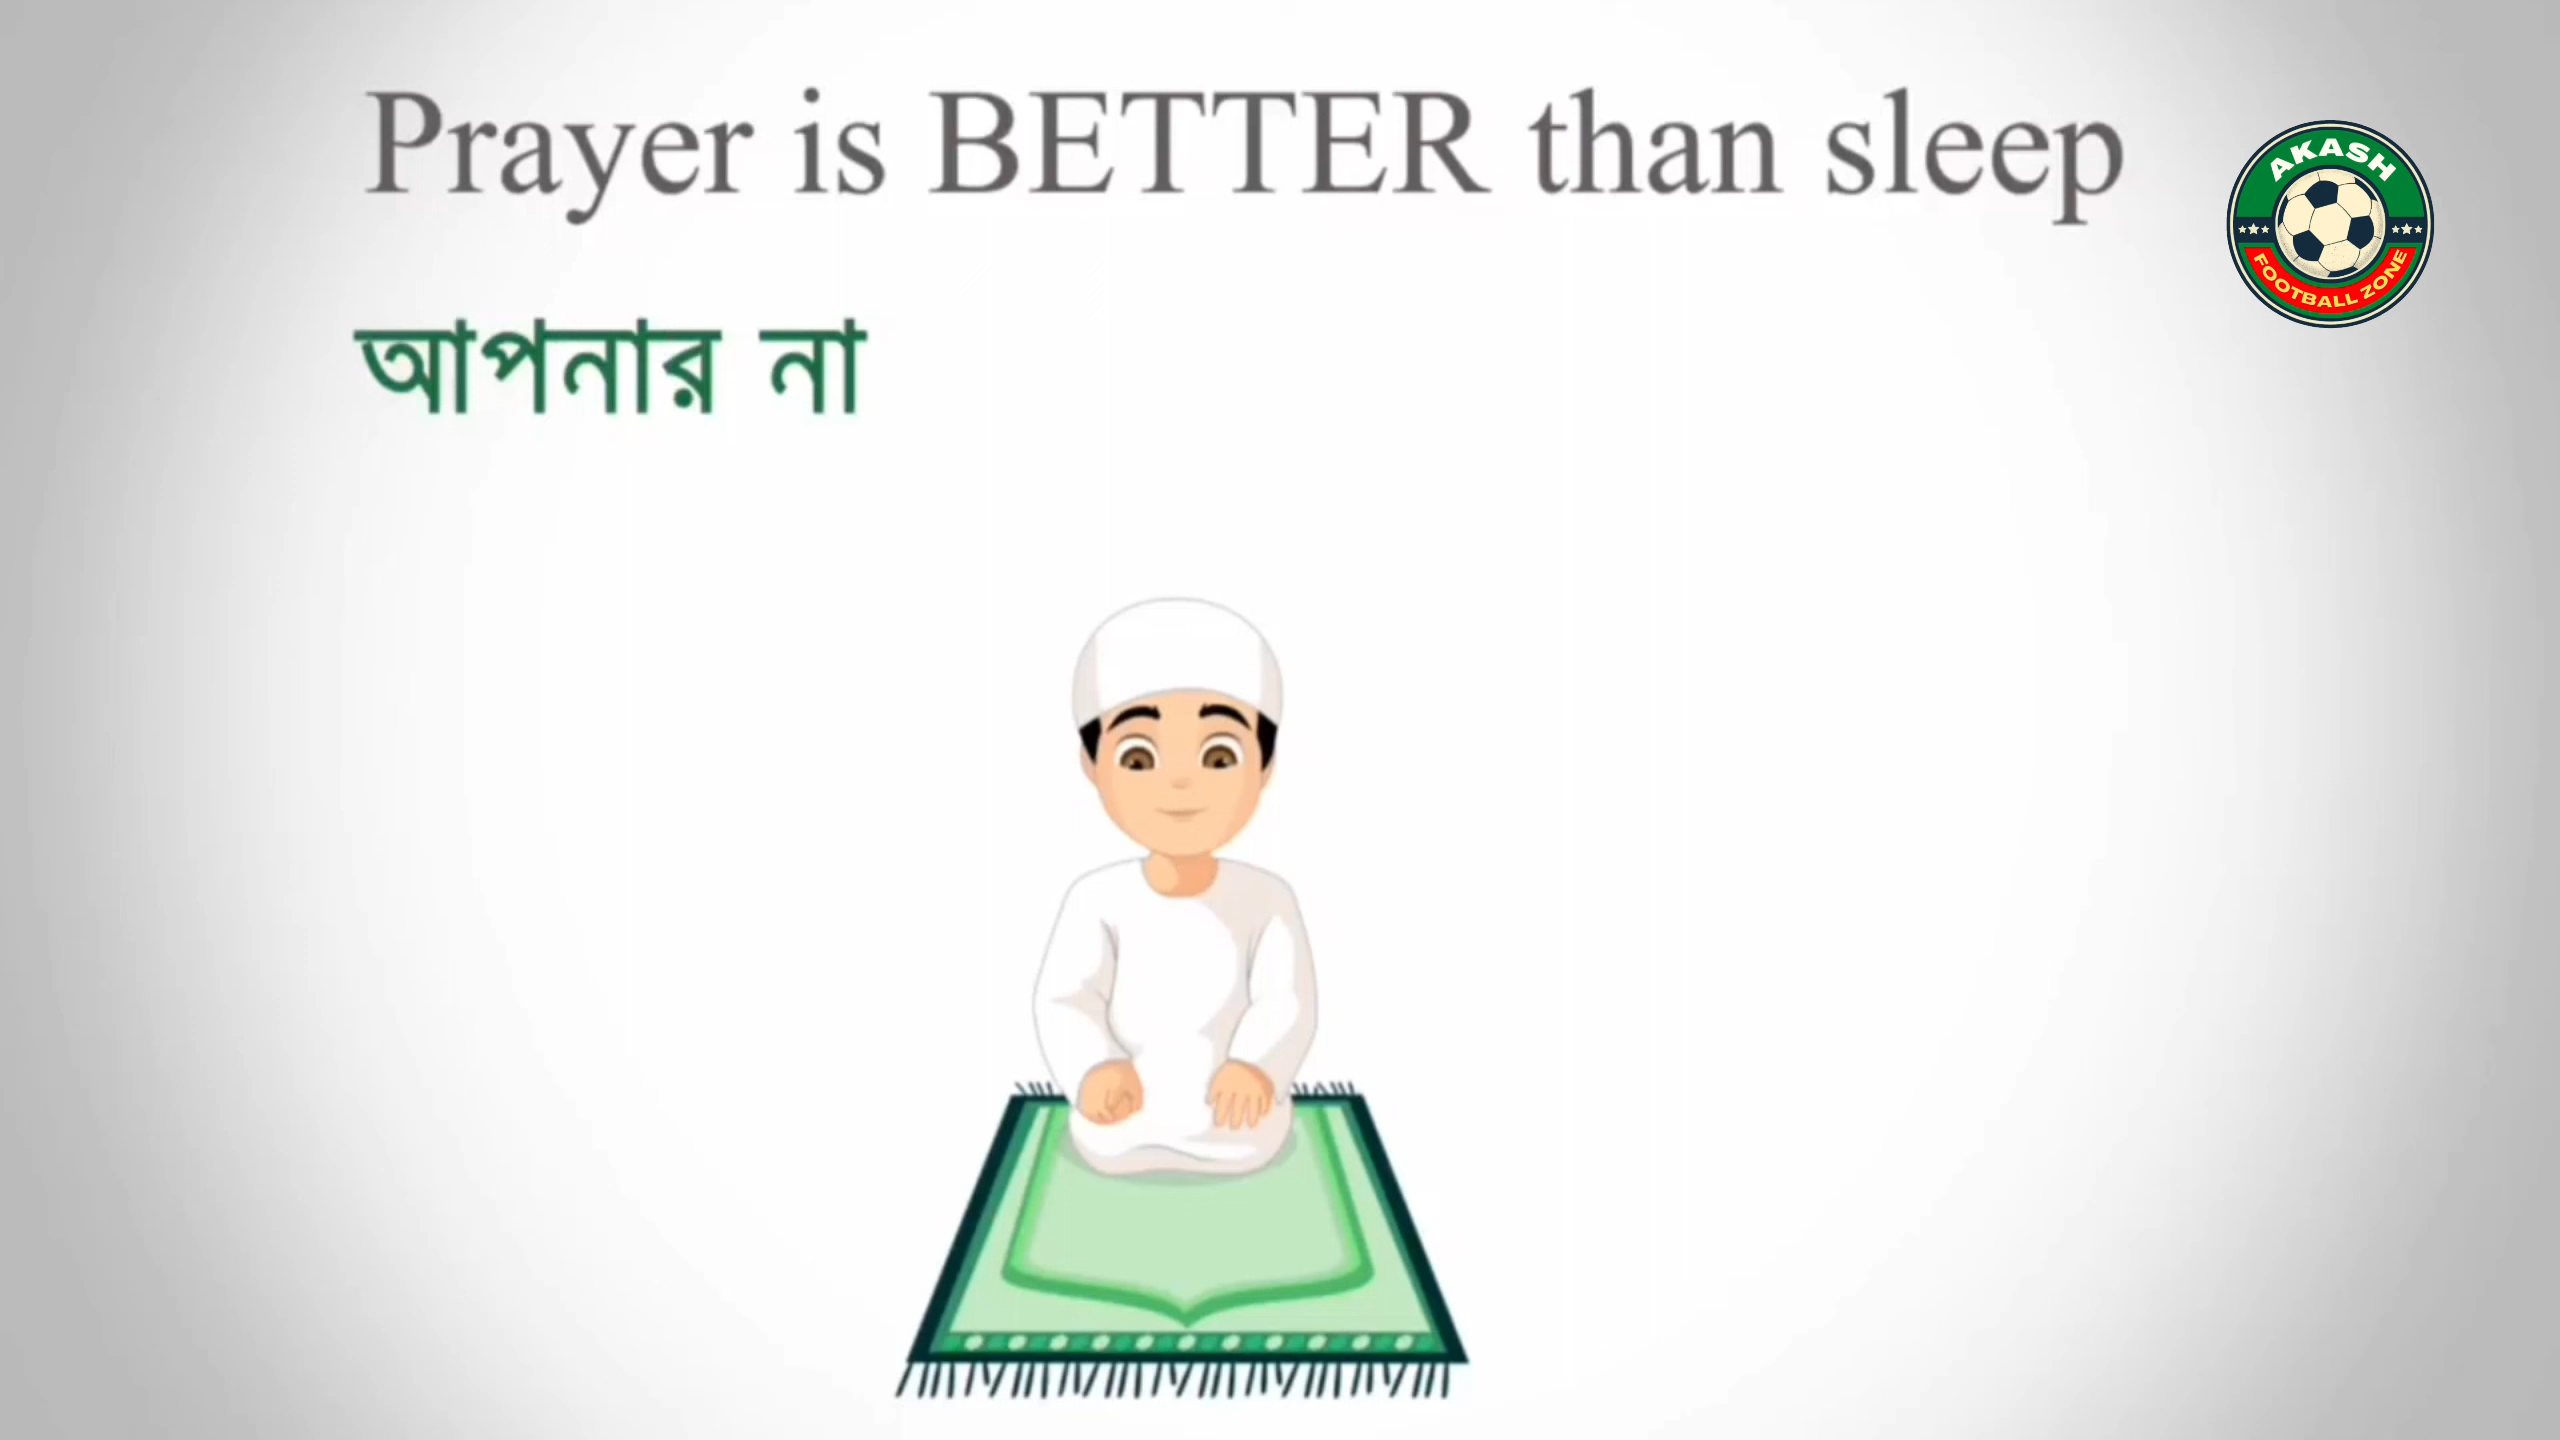 Prayer is BETTER than sleep
আপনার না
AKASH
FOOTBALL ZONE